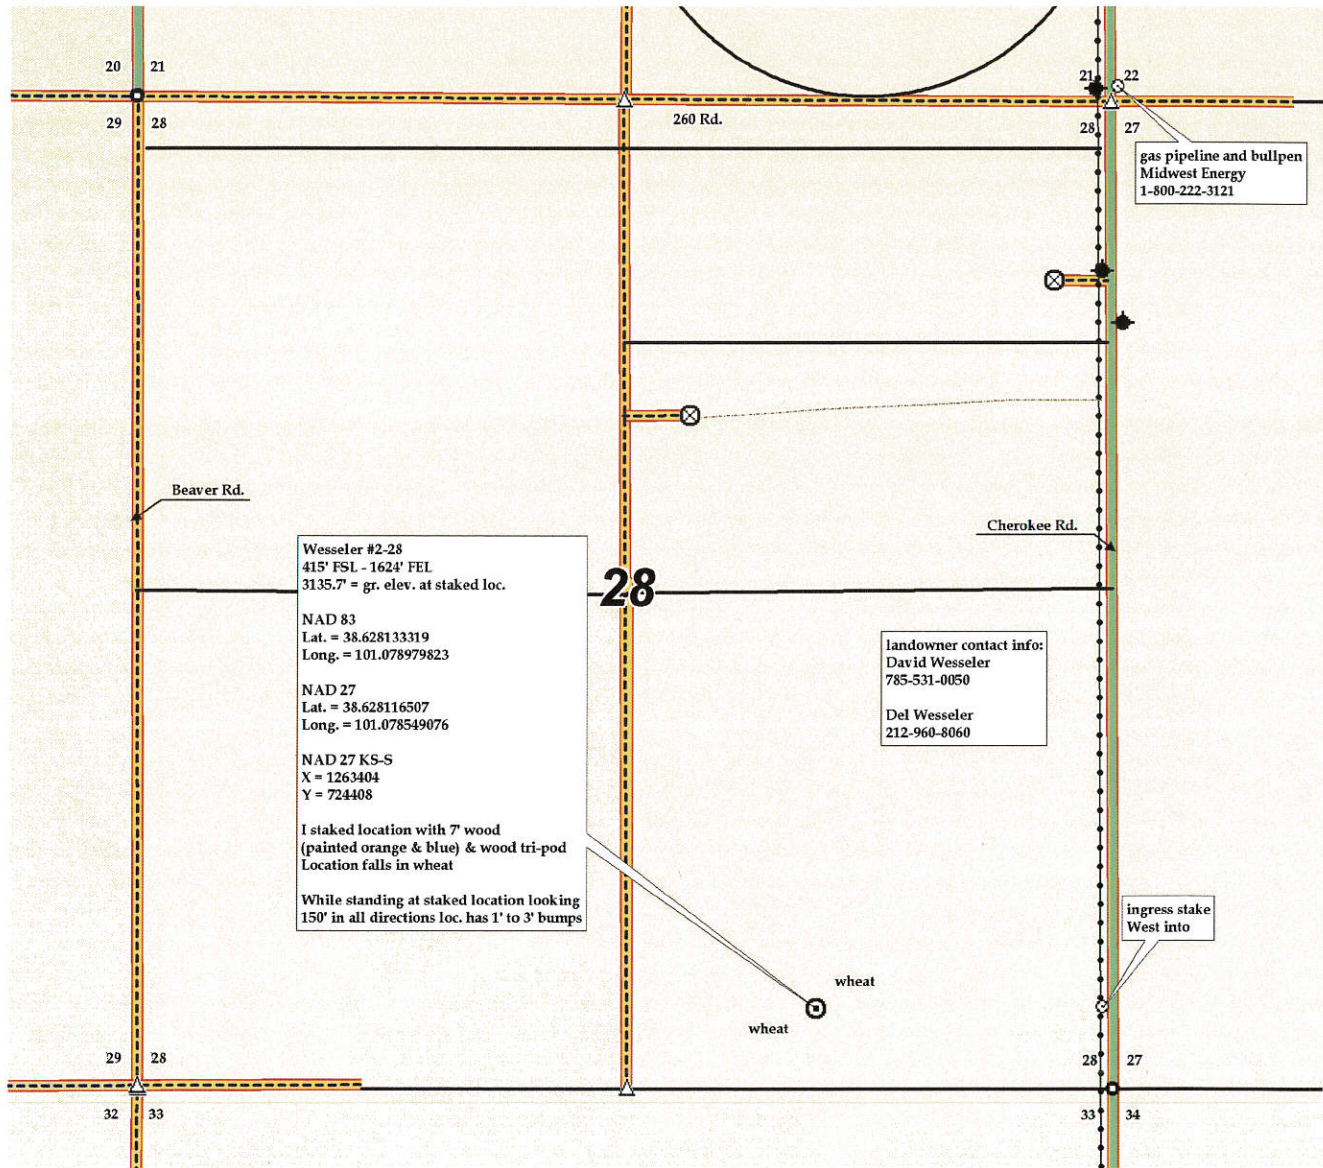 20 21
21 22
29 28
260 Rd.
28 27
gas pipeline and bullpen
Midwest Energy
1-800-222-3121
Beaver Rd.
Cherokee Rd.
Wesseler #2-28
415' FSL - 1624' FEL
3135.7' = gr. elev. at staked loc.
NAD 83
Lat. = 38.628133319
Long. = 101.078979823
NAD 27
Lat. = 38.628116507
Long. = 101.078549076
NAD 27 KS-S
X = 1263404
Y = 724408
I staked location with 7' wood
(painted orange & blue) & wood tri-pod
Location falls in wheat
While standing at staked location looking
150' in all directions loc. has 1' to 3' bumps
28
landowner contact info:
David Wesseler
785-531-0050
Del Wesseler
212-960-8060
ingress stake
West into
wheat
wheat
29 28
28 27
32 33
33 34